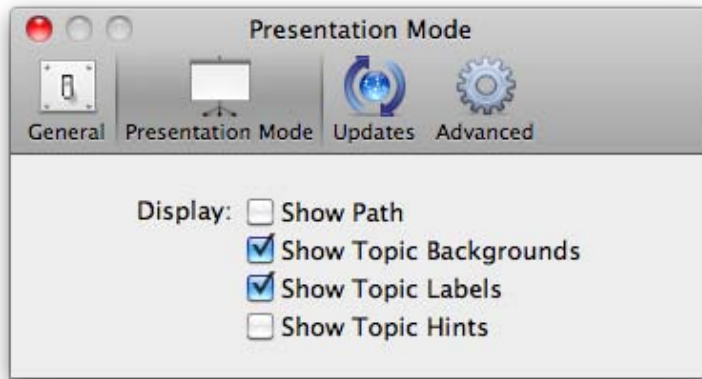 Presentation Mode
General Presentation Mode Updates Advanced
Display: Show Path
Show Topic Backgrounds
Show Topic Labels
Show Topic Hints